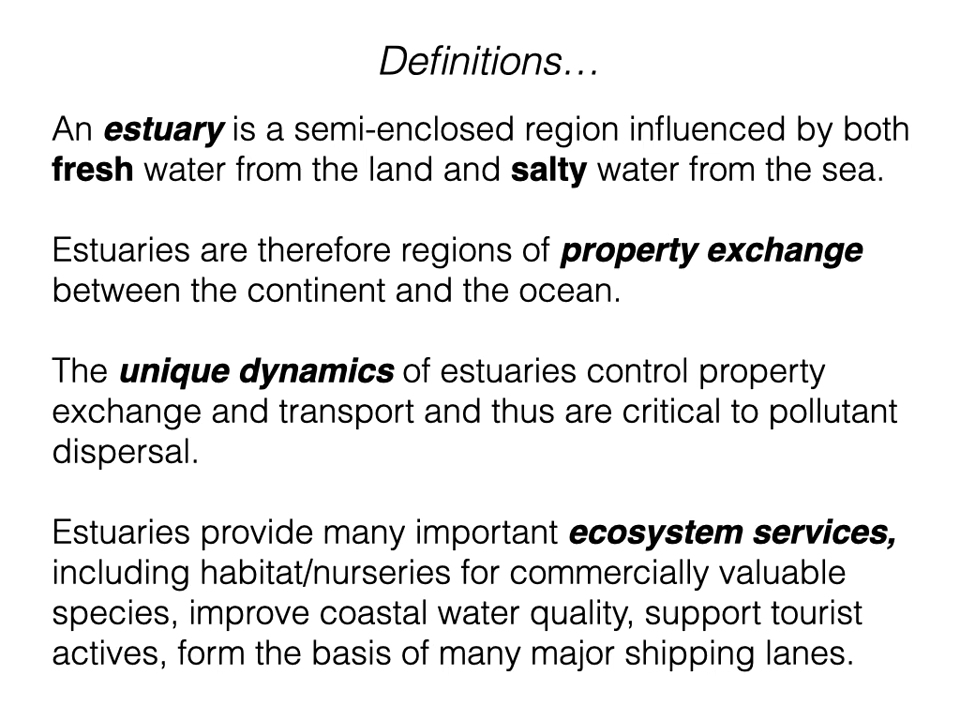 Definitions…
An estuary is a semi-enclosed region influenced by both
fresh water from the land and salty water from the sea.
Estuaries are therefore regions of property exchange
between the continent and the ocean.
The unique dynamics of estuaries control property
exchange and transport and thus are critical to pollutant
dispersal.
Estuaries provide many important ecosystem services,
including habitat/nurseries for commercially valuable
species, improve coastal water quality, support tourist
actives, form the basis of many major shipping lanes.